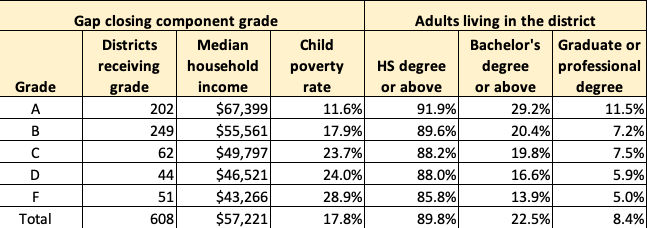 Gap closing component grade Adults living in the district
Districts Median Child Bachelor's Graduate or
receiving household poverty HS degree degree professional
Grade grade income rate or above or above degree
A 202 $67,399 11.6% 91.9% 29.2% 11.5%
B 249 $55,561 17.9% 89.6% 20.4% 7.2%
C 62 $49,797 23.7% 88.2% 19.8% 7.5%
D 44 $46,521 24.0% 88.0% 16.6% 5.9%
F 51 $43,266 28.9% 85.8% 13.9% 5.0%
Total 608 $57,221 17.8% 89.8% 22.5% 8.4%